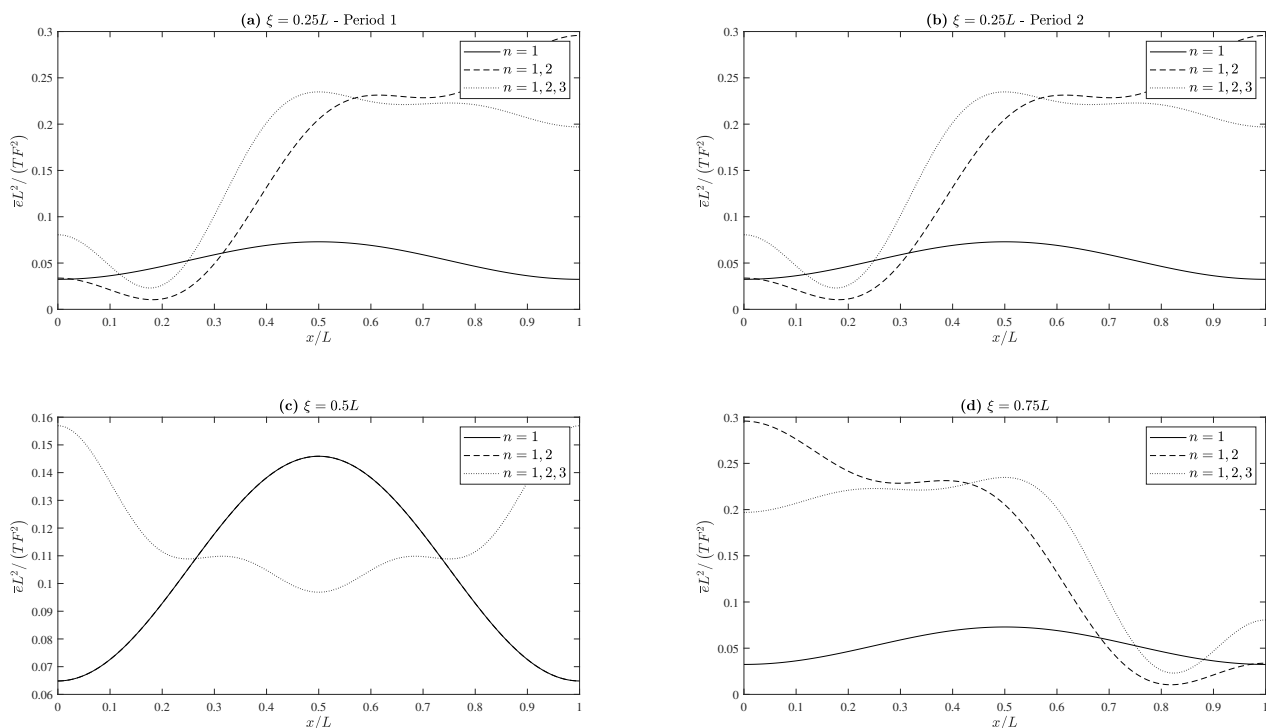 (a) ξ = 0.25L - Period 1
0.3
0.25
0.2
0.15
0.1
0.05
0
ēL²/ (TF²)
n = 1
n = 1, 2
n = 1, 2, 3
0 0.1 0.2 0.3 0.4 0.5 0.6 0.7 0.8 0.9 1
x/L
(b) ξ = 0.25L - Period 2
0.3
0.25
0.2
0.15
0.1
0.05
0
ēL²/ (TF²)
n = 1
n = 1, 2
n = 1, 2, 3
0 0.1 0.2 0.3 0.4 0.5 0.6 0.7 0.8 0.9 1
x/L
(c) ξ = 0.5L
0.16
0.15
0.14
0.13
0.12
0.11
0.1
0.09
0.08
0.07
0.06
ēL²/ (TF²)
n = 1
n = 1, 2
n = 1, 2, 3
0 0.1 0.2 0.3 0.4 0.5 0.6 0.7 0.8 0.9 1
x/L
(d) ξ = 0.75L
0.3
0.25
0.2
0.15
0.1
0.05
0
ēL²/ (TF²)
n = 1
n = 1, 2
n = 1, 2, 3
0 0.1 0.2 0.3 0.4 0.5 0.6 0.7 0.8 0.9 1
x/L